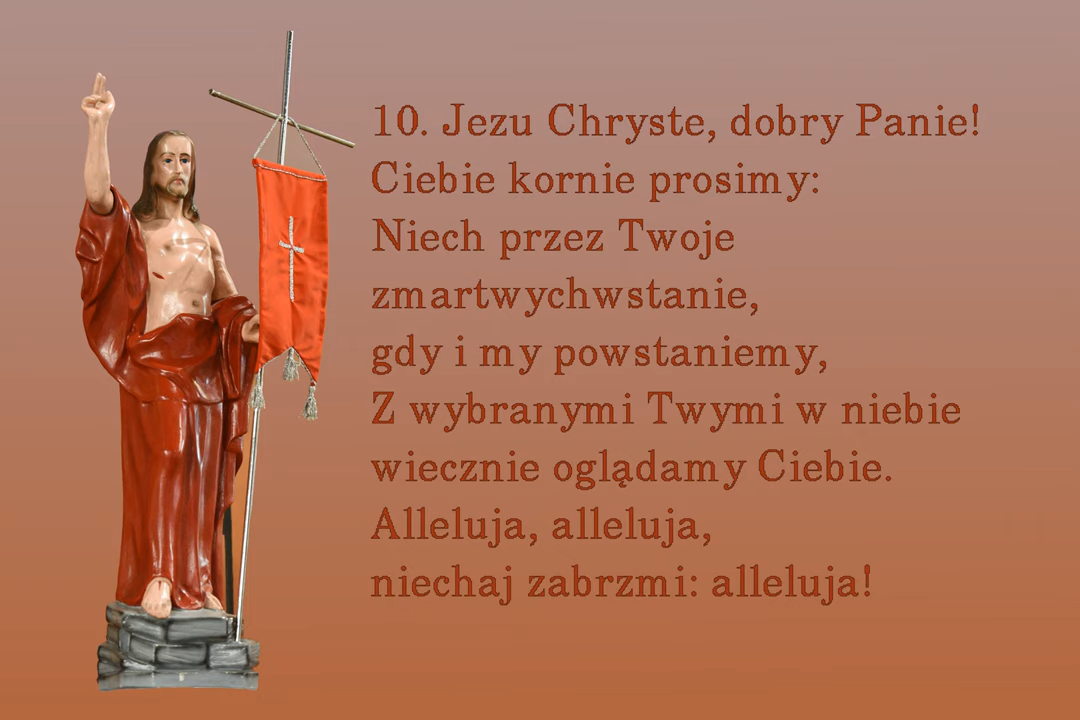 10. Jezu Chryste, dobry Panie!
Ciebie kornie prosimy:
Niech przez Twoje
zmartwychwstanie,
gdy i my powstaniemy,
Z wybranymi Twymi w niebie
wiecznie oglądamy Ciebie.
Alleluja, alleluja,
niechaj zabrzmi: alleluja!